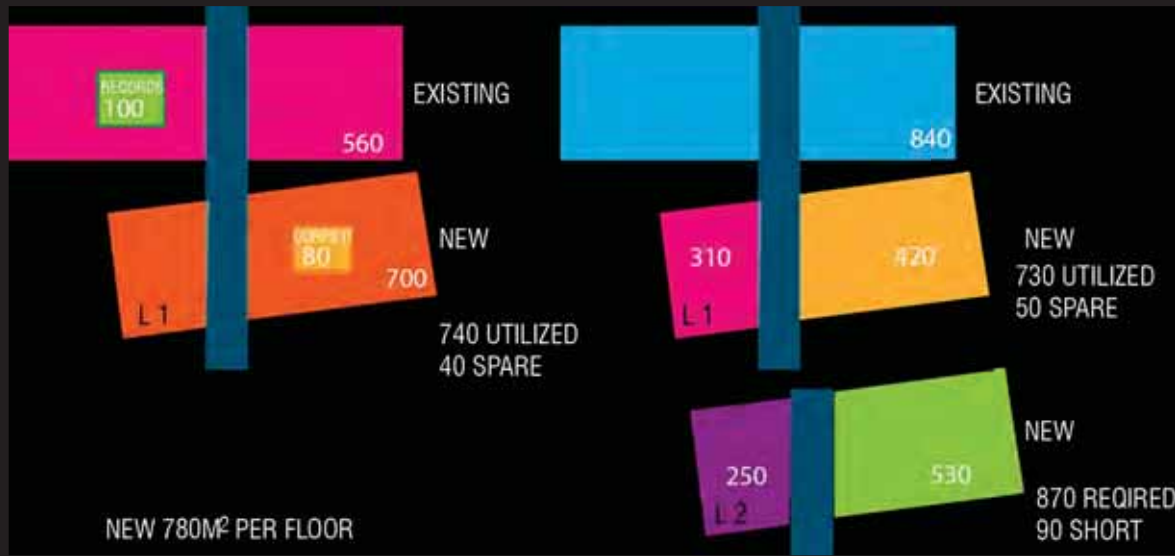 RECORDS
100
560
EXISTING
80
700
L 1
NEW
740 UTILIZED
40 SPARE
NEW 780M² PER FLOOR
840
EXISTING
310
420
L 1
NEW
730 UTILIZED
50 SPARE
250
530
L 2
NEW
870 REQIRED
90 SHORT